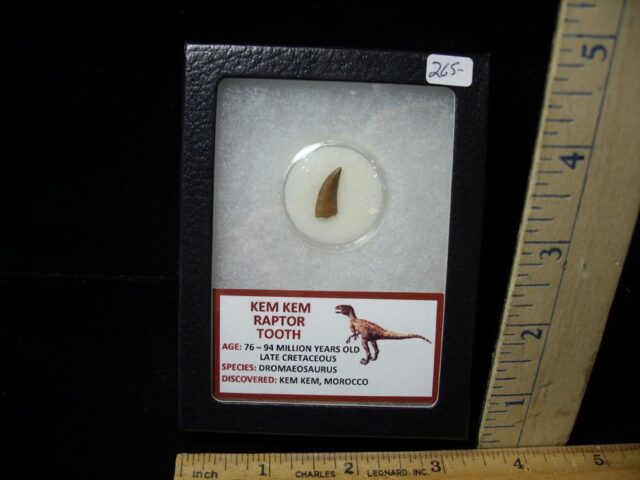 265-
KEM KEM
RAPTOR
TOOTH
AGE: 76 – 94 MILLION YEARS OLD
LATE CRETACEOUS
SPECIES: DROMAEOSAURUS
DISCOVERED: KEM KEM, MOROCCO
5
4
3
2
1
inch 1 CHARLES 2 LEONARD, INC. 3 4 5